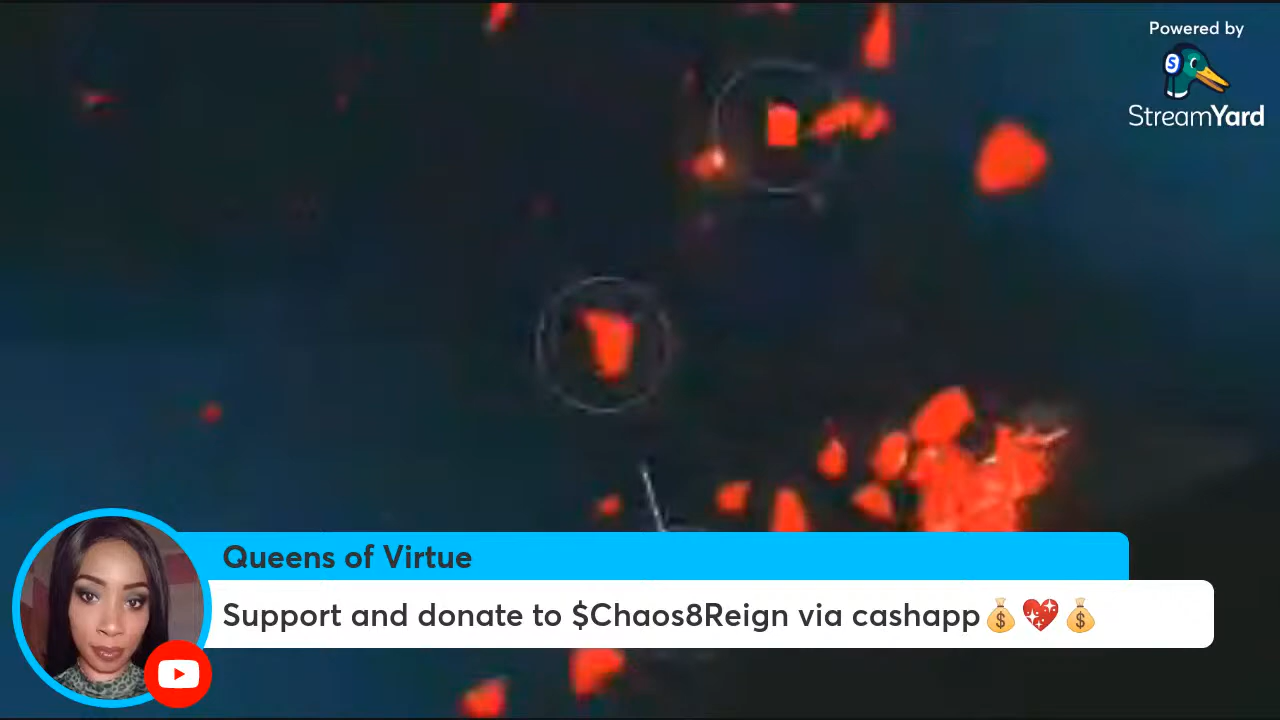 Powered by
S
StreamYard
Queens of Virtue
Support and donate to $Chaos8Reign via cashapp💰💖💰